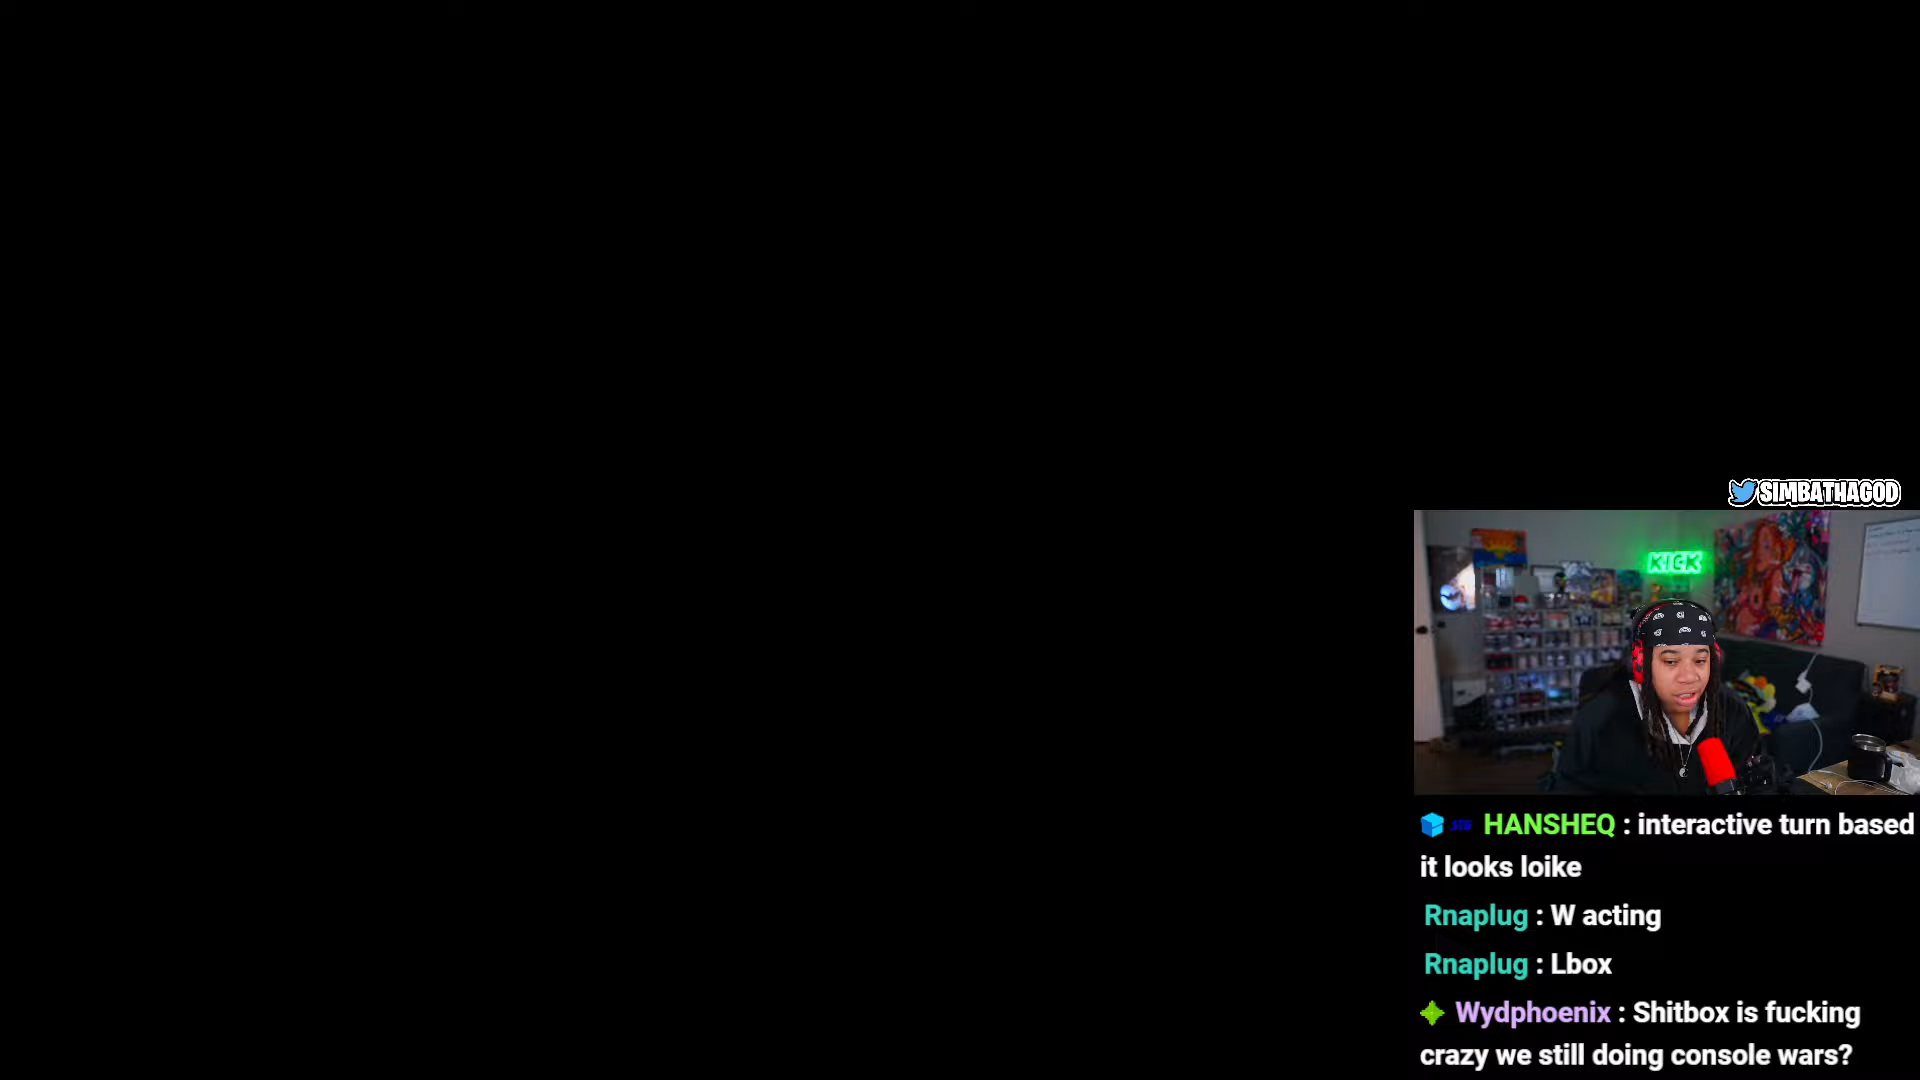 SIMBATHAGOD
KICK
HANSHEQ : interactive turn based
it looks loike
Rnaplug : W acting
Rnaplug : Lbox
Wydphoenix : Shitbox is fucking
crazy we still doing console wars?